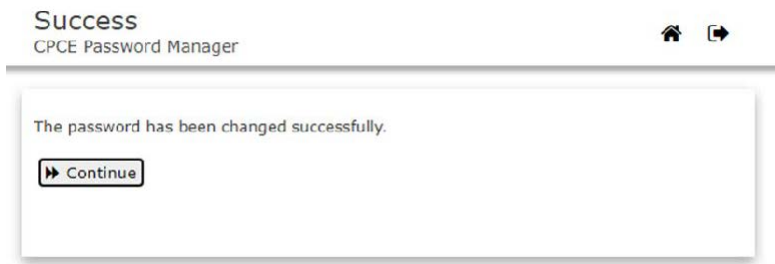 Success
CPCE Password Manager
The password has been changed successfully.
Continue